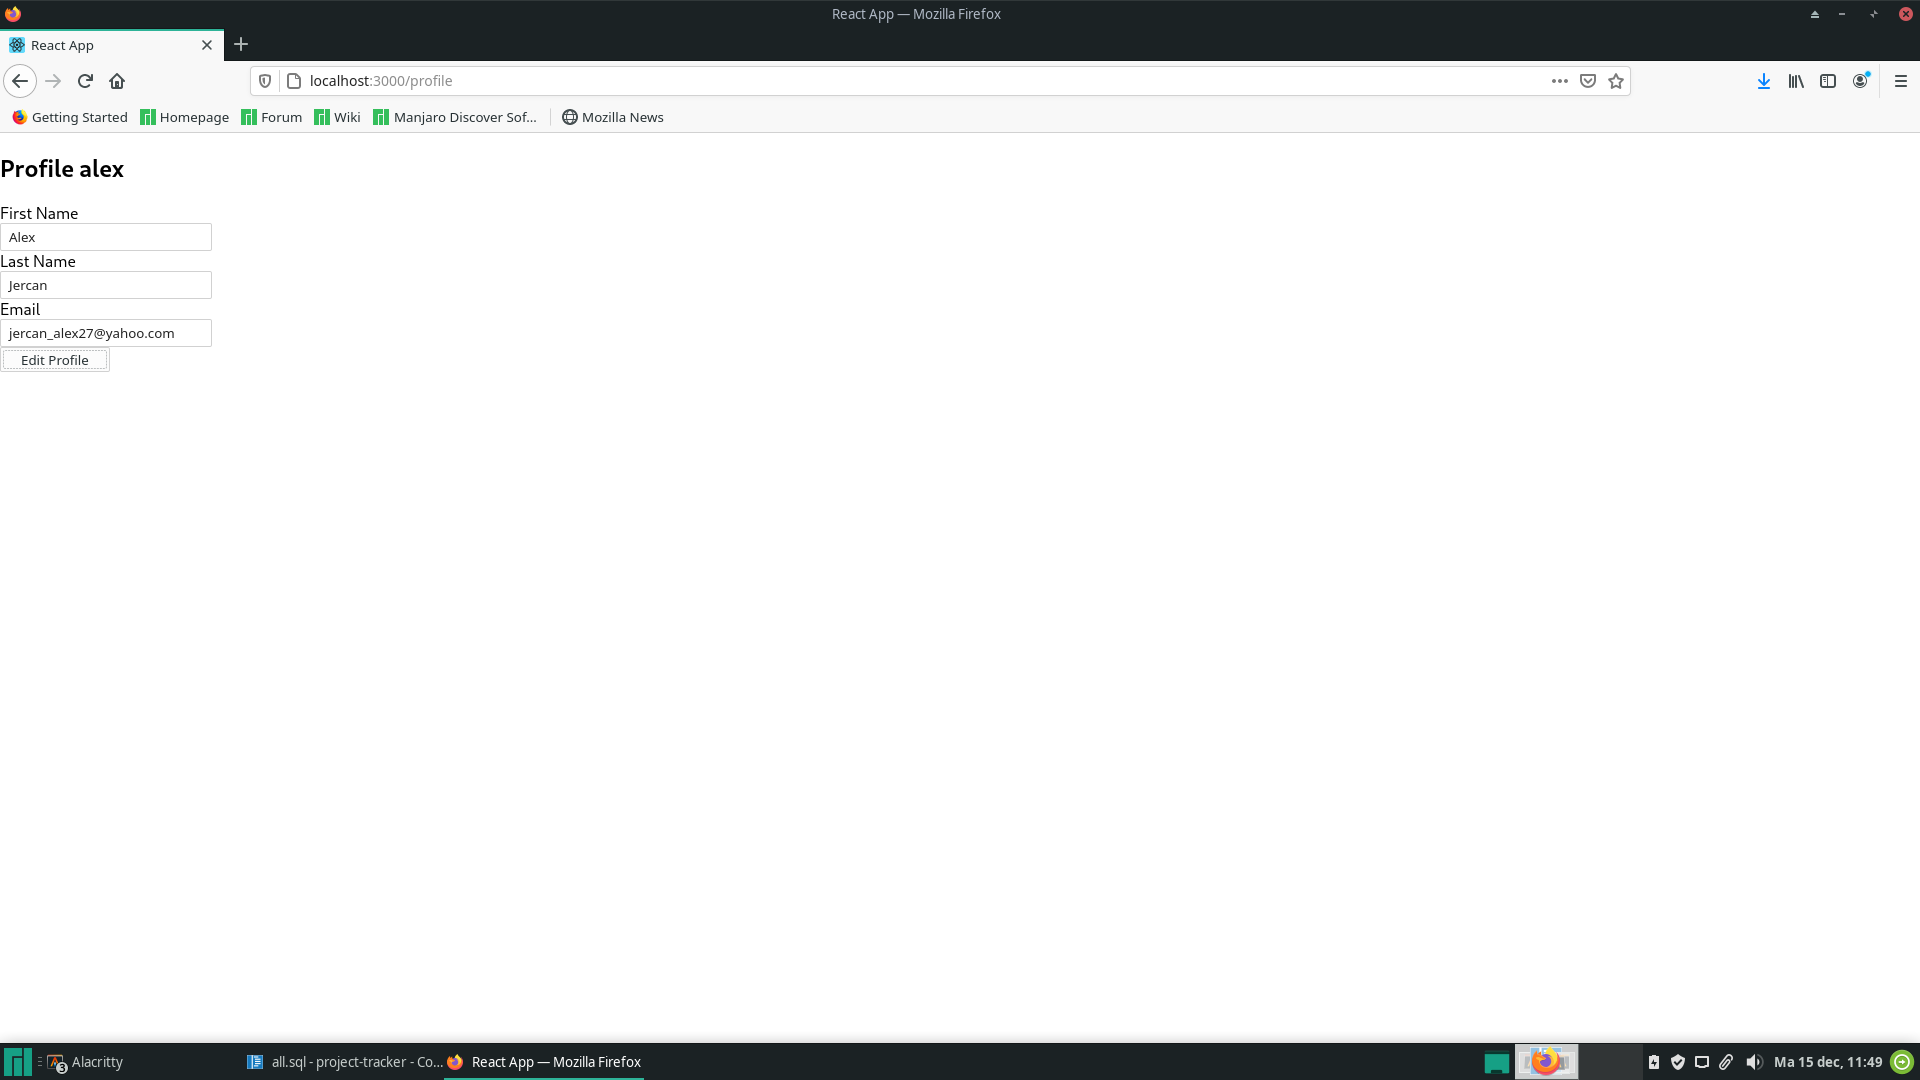 React App — Mozilla Firefox
React App
localhost:3000/profile
Getting Started Homepage Forum Wiki Manjaro Discover Sof... Mozilla News
Profile alex
First Name
Alex
Last Name
Jercan
Email
jercan_alex27@yahoo.com
Edit Profile
3 Alacritty all.sql - project-tracker - Co... React App — Mozilla Firefox Ma 15 dec, 11:49